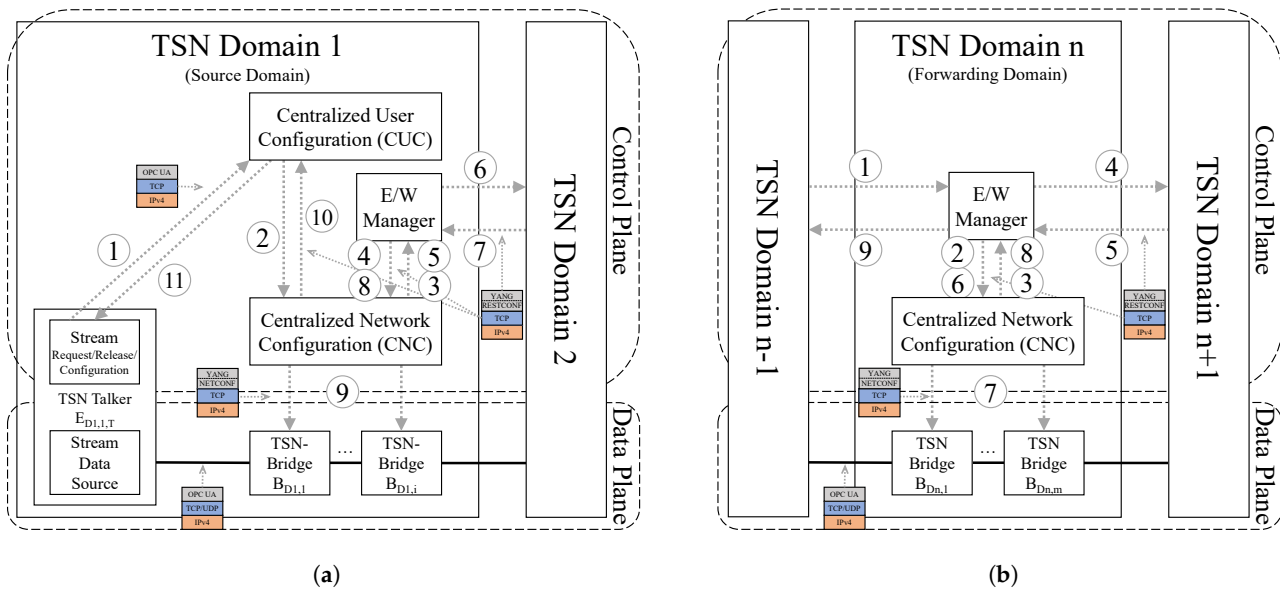 TSN Domain 1
(Source Domain)
Centralized User
Configuration (CUC)
OPC UA
TCP
IPv4
6
E/W
Manager
1
2
10
11
4
5
7
8
3
YANG
RESTCONF
TCP
IPv4
Centralized Network
Configuration (CNC)
Stream
Request/Release/
Configuration
TSN Talker
E_{D1,1,T}
Stream
Data
Source
YANG
NETCONF
TCP
IPv4
9
TSN-
Bridge
B_{D1,1}
...
TSN-
Bridge
B_{D1,i}
OPC UA
TCP/UDP
IPv4
TSN Domain 2
Control Plane
Data Plane
(a)
TSN Domain n
(Forwarding Domain)
TSN Domain n-1
1
E/W
Manager
4
9
2
8
5
6
3
YANG
RESTCONF
TCP
IPv4
Centralized Network
Configuration (CNC)
YANG
NETCONF
TCP
IPv4
7
TSN
Bridge
B_{Dn,1}
...
TSN
Bridge
B_{Dn,m}
OPC UA
TCP/UDP
IPv4
TSN Domain n+1
Control Plane
Data Plane
(b)